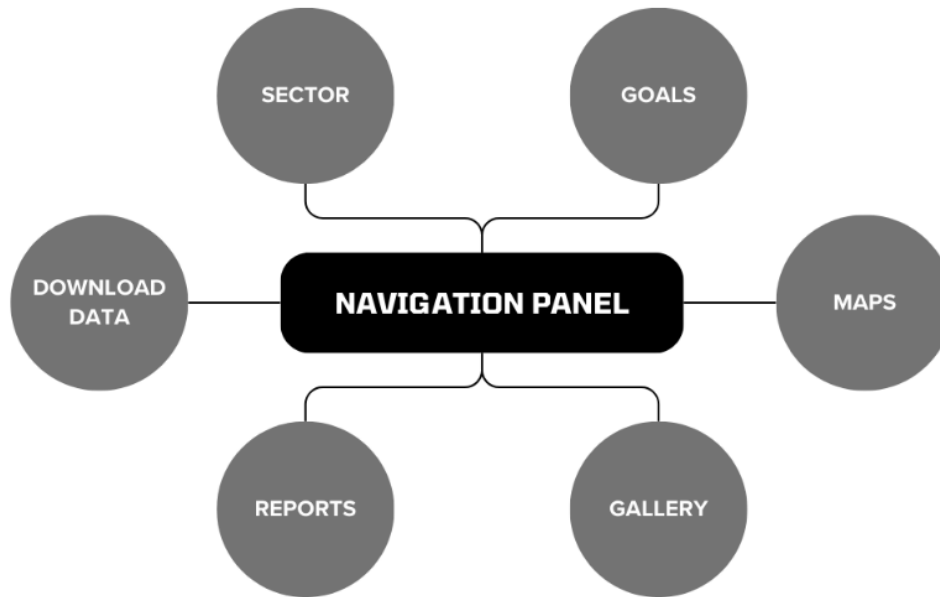 SECTOR
GOALS
DOWNLOAD
DATA
NAVIGATION PANEL
MAPS
REPORTS
GALLERY